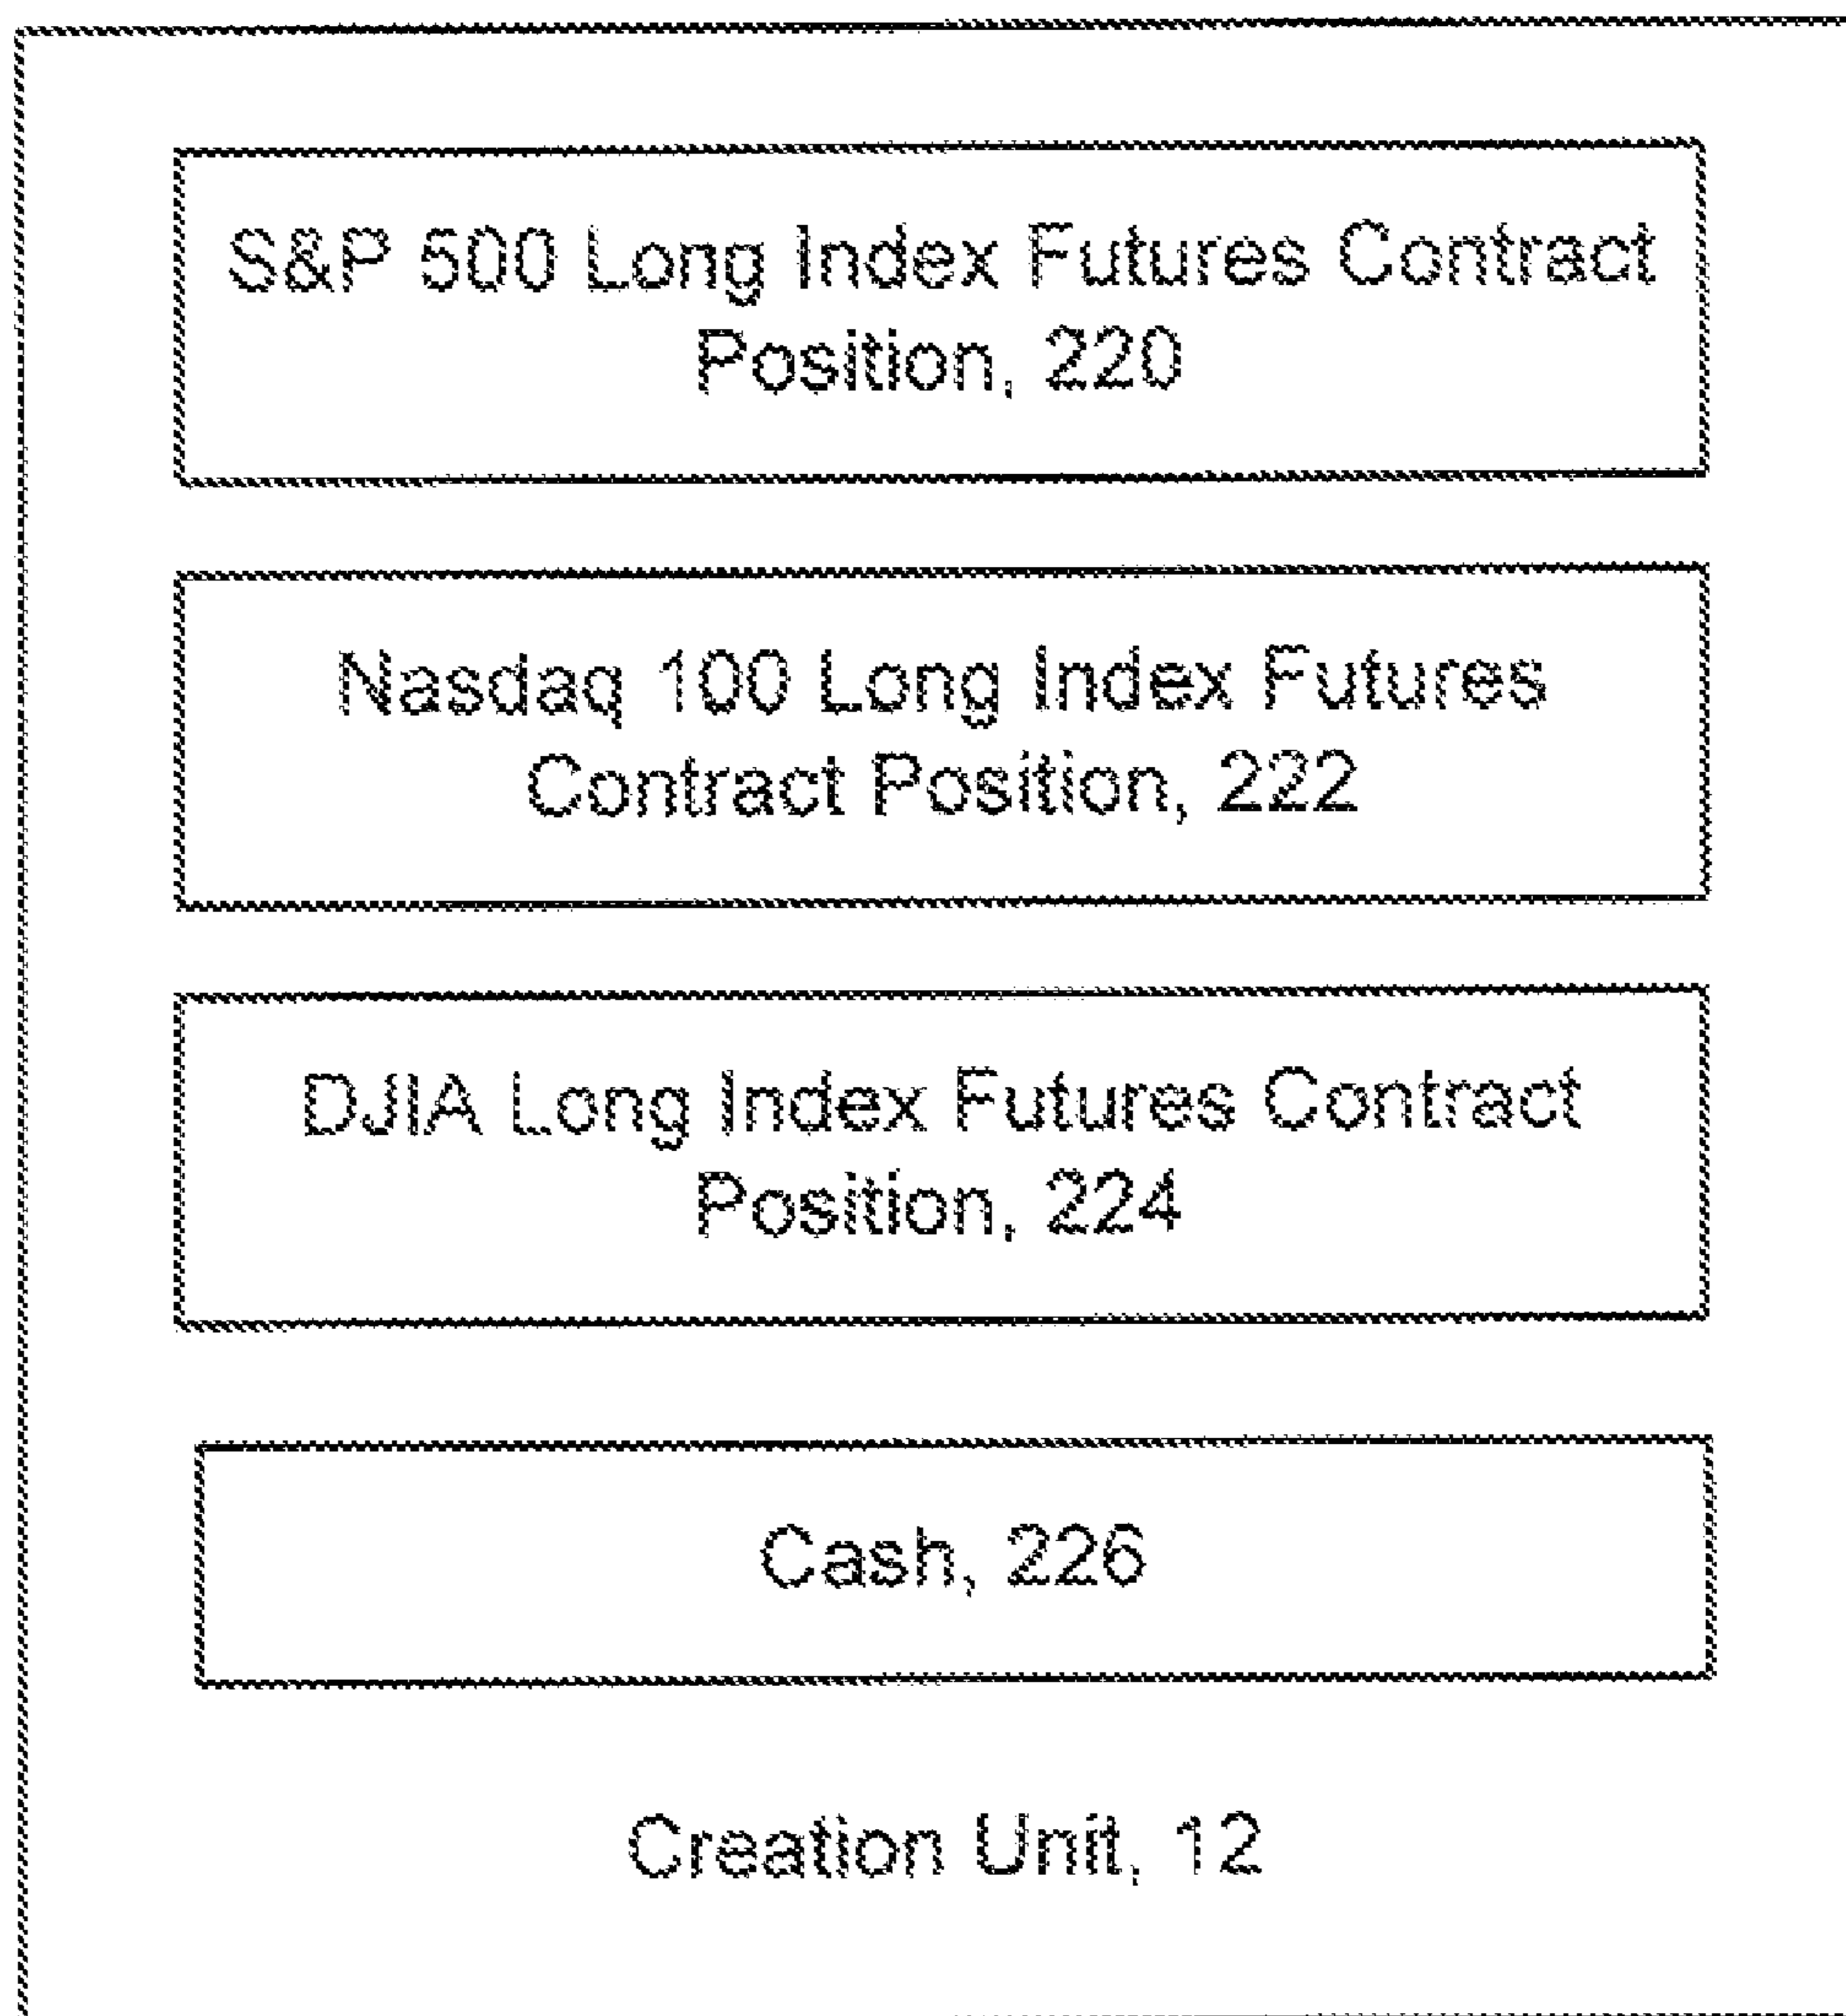 S&P 500 Long Index Futures Contract
Position, 220
Nasdaq 100 Long Index Futures
Contract Position, 222
DJIA Long Index Futures Contract
Position, 224
Cash, 226
Creation Unit, 12